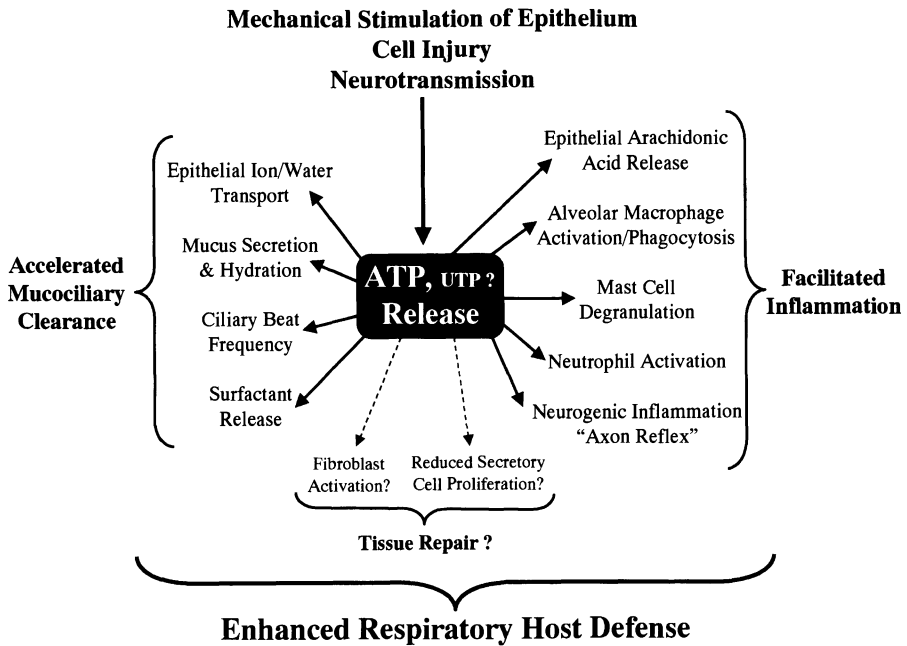 Mechanical Stimulation of Epithelium
Cell Injury
Neurotransmission
Accelerated
Mucociliary
Clearance
Epithelial Ion/Water
Transport
Mucus Secretion
& Hydration
Ciliary Beat
Frequency
Surfactant
Release
ATP, UTP ?
Release
Epithelial Arachidonic
Acid Release
Alveolar Macrophage
Activation/Phagocytosis
Mast Cell
Degranulation
Neutrophil Activation
Neurogenic Inflammation
“Axon Reflex”
Facilitated
Inflammation
Fibroblast
Activation?
Reduced Secretory
Cell Proliferation?
Tissue Repair ?
Enhanced Respiratory Host Defense